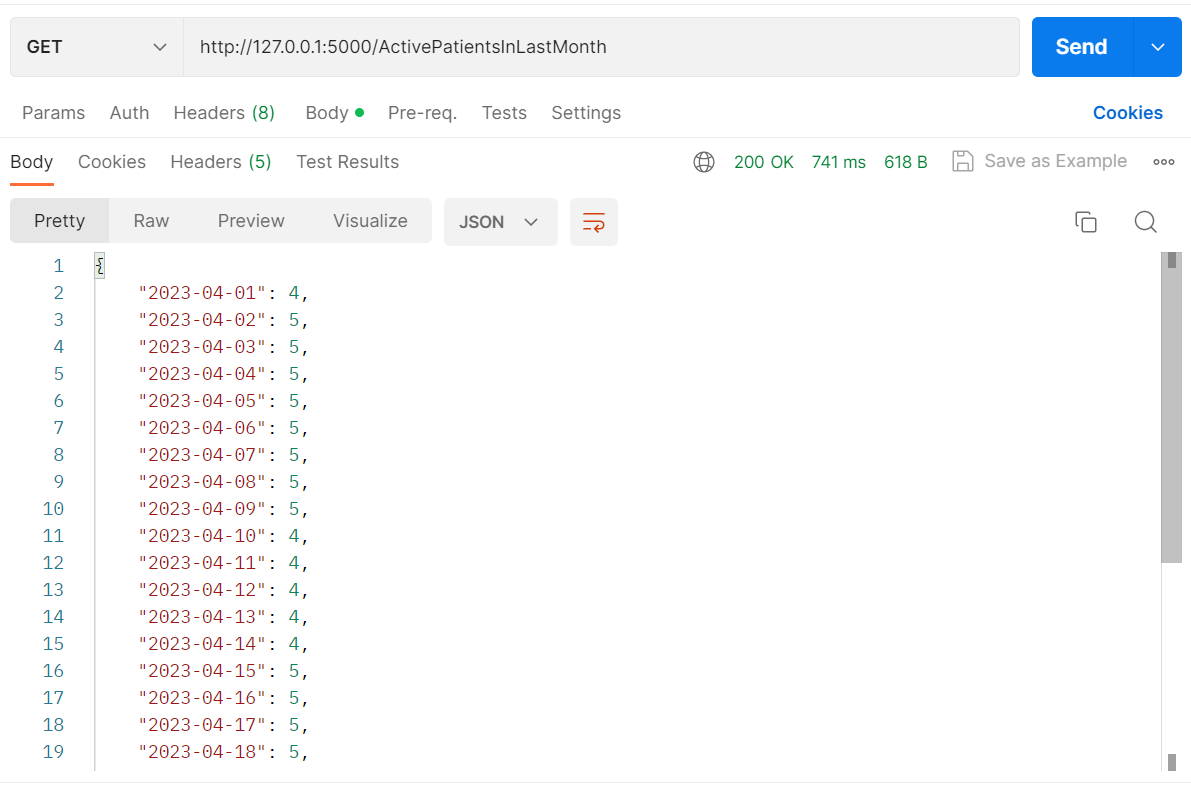 GET http://127.0.0.1:5000/ActivePatientsInLastMonth Send
Params Auth Headers (8) Body Pre-req. Tests Settings Cookies
Body Cookies Headers (5) Test Results 200 OK 741 ms 618 B Save as Example
Pretty Raw Preview Visualize JSON
1 {
2 "2023-04-01": 4,
3 "2023-04-02": 5,
4 "2023-04-03": 5,
5 "2023-04-04": 5,
6 "2023-04-05": 5,
7 "2023-04-06": 5,
8 "2023-04-07": 5,
9 "2023-04-08": 5,
10 "2023-04-09": 5,
11 "2023-04-10": 4,
12 "2023-04-11": 4,
13 "2023-04-12": 4,
14 "2023-04-13": 4,
15 "2023-04-14": 4,
16 "2023-04-15": 5,
17 "2023-04-16": 5,
18 "2023-04-17": 5,
19 "2023-04-18": 5,